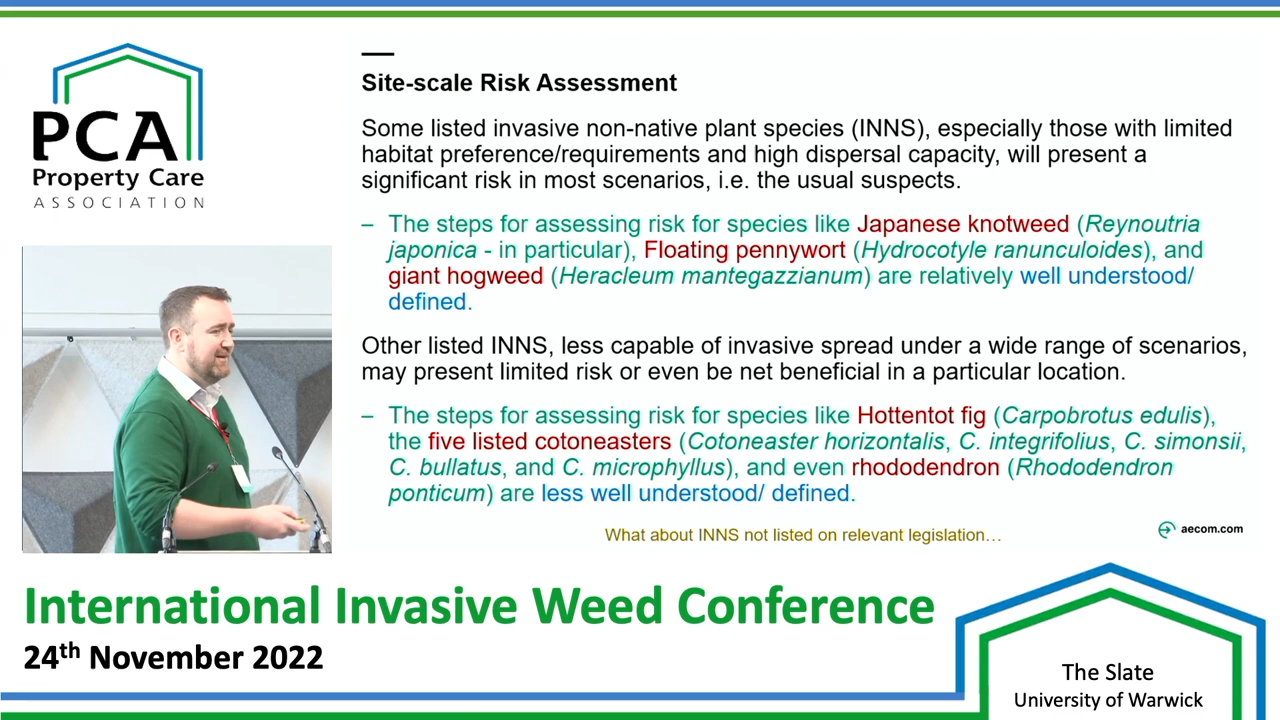 PCA
Property Care
ASSOCIATION
Site-scale Risk Assessment
Some listed invasive non-native plant species (INNS), especially those with limited
habitat preference/requirements and high dispersal capacity, will present a
significant risk in most scenarios, i.e. the usual suspects.
– The steps for assessing risk for species like Japanese knotweed (Reynoutria
japonica - in particular), Floating pennywort (Hydrocotyle ranunculoides), and
giant hogweed (Heracleum mantegazzianum) are relatively well understood/
defined.
Other listed INNS, less capable of invasive spread under a wide range of scenarios,
may present limited risk or even be net beneficial in a particular location.
– The steps for assessing risk for species like Hottentot fig (Carpobrotus edulis),
the five listed cotoneasters (Cotoneaster horizontalis, C. integrifolius, C. simonsii,
C. bullatus, and C. microphyllus), and even rhododendron (Rhododendron
ponticum) are less well understood/ defined.
What about INNS not listed on relevant legislation…
aecom.com
International Invasive Weed Conference
24th November 2022
The Slate
University of Warwick